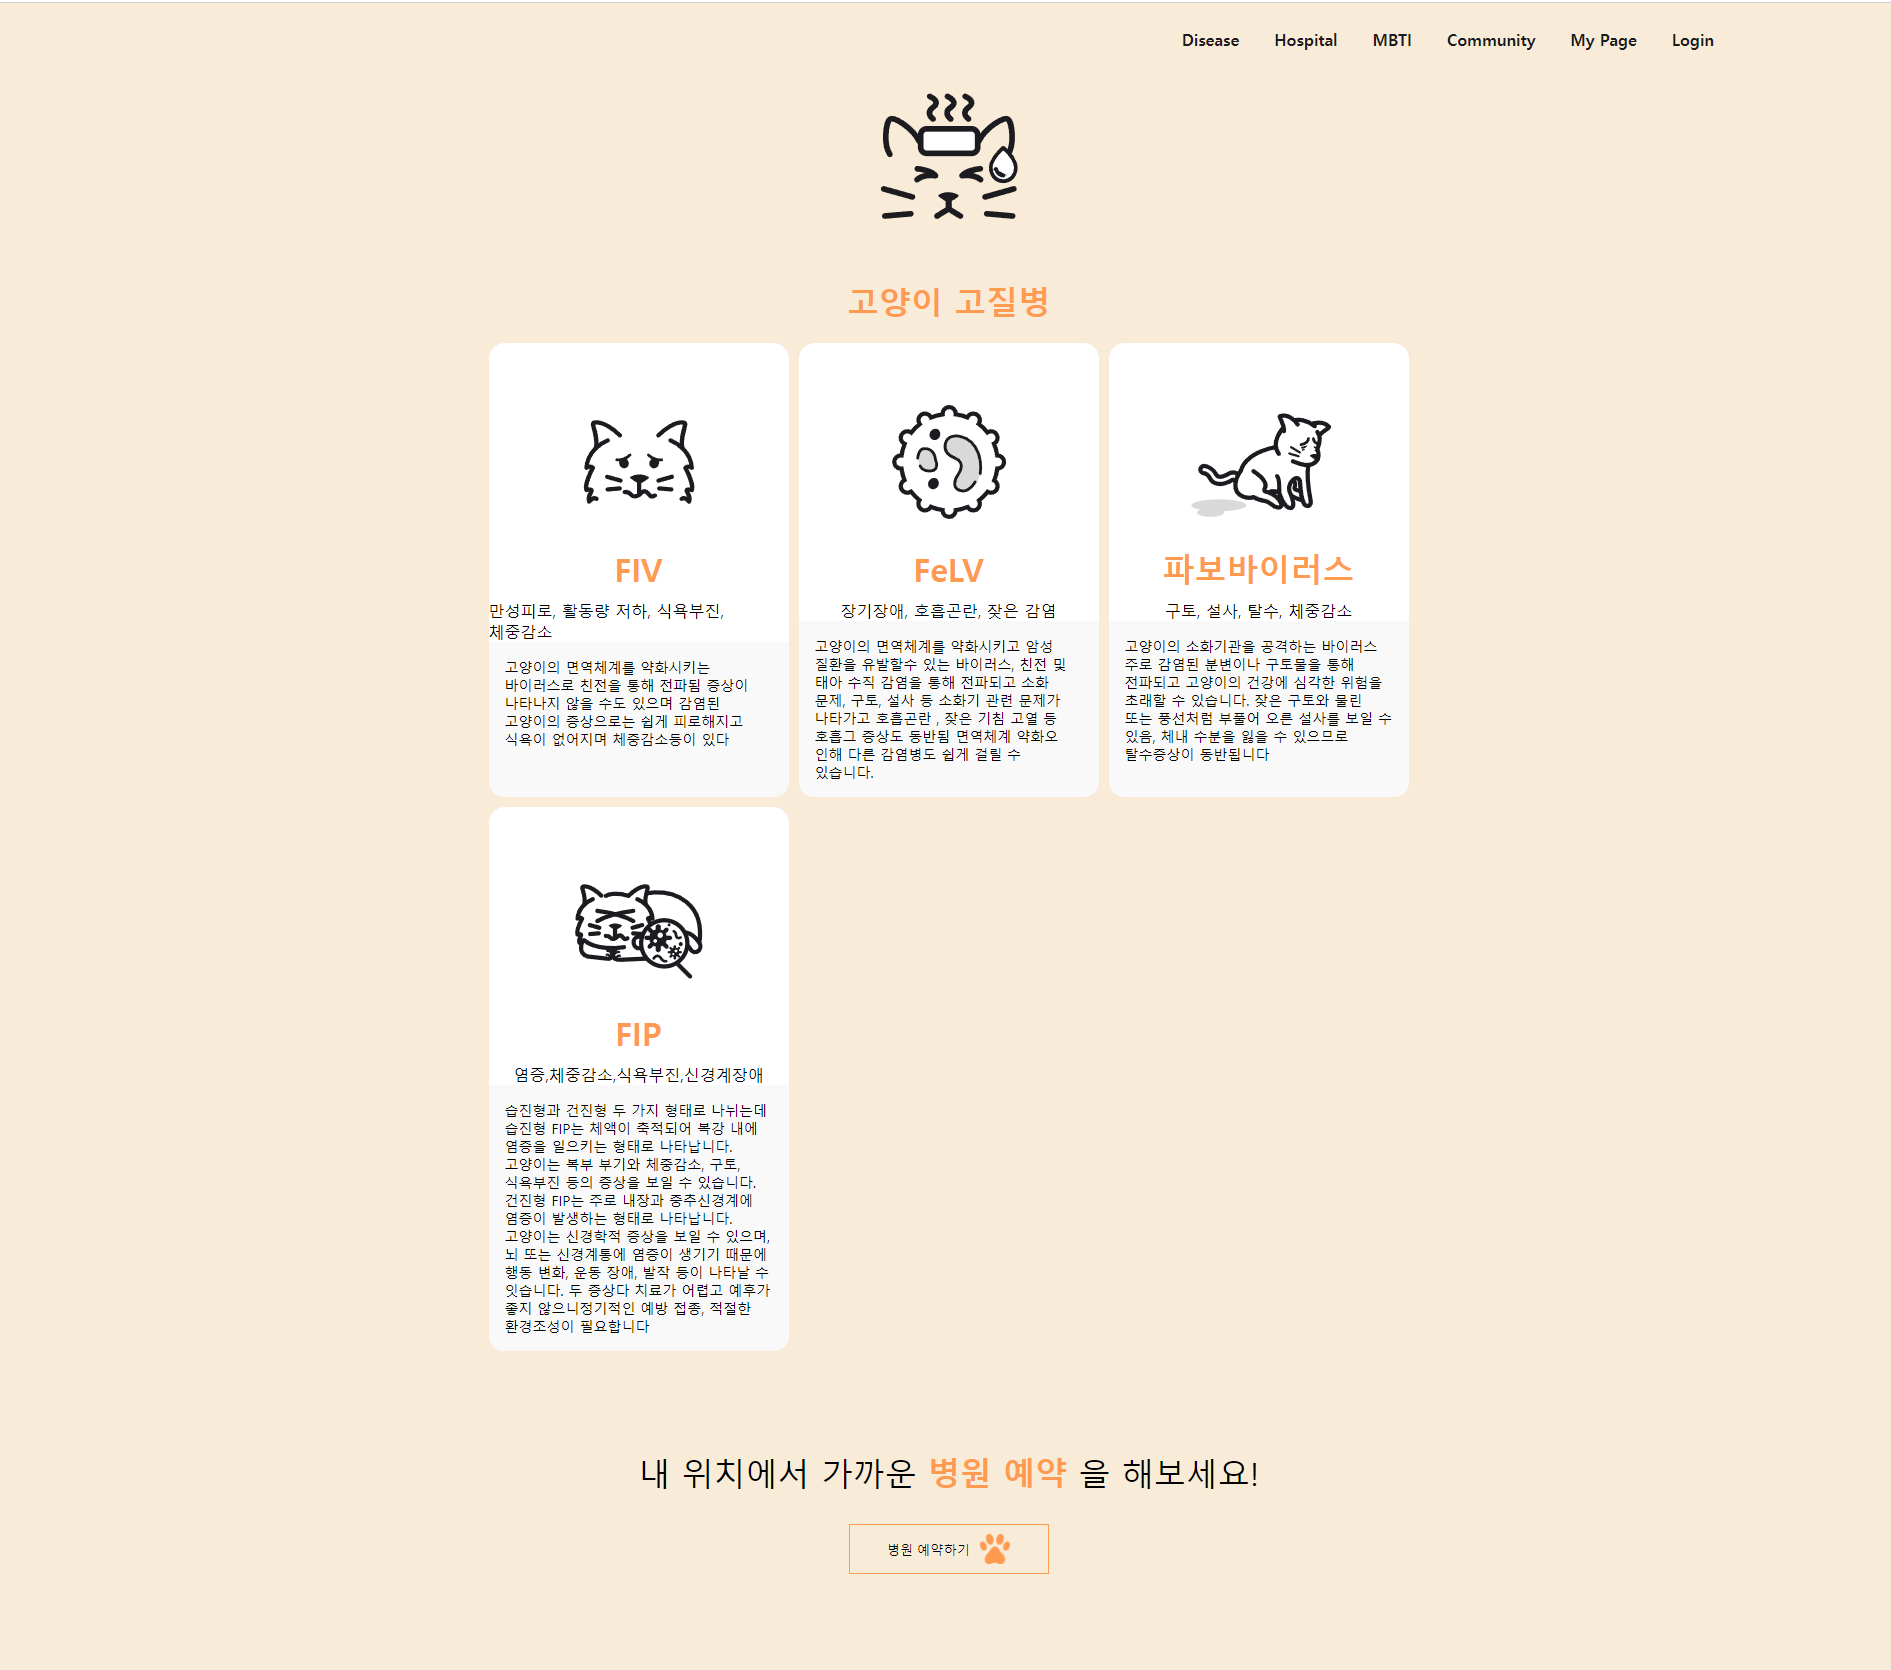 Disease Hospital MBTI Community My Page Login
고양이 고질병
FIV
만성피로, 활동량 저하, 식욕부진,
체중감소
고양이의 면역체계를 약화시키는
바이러스로 친전을 통해 전파됨 증상이
나타나지 않을 수도 있으며 감염된
고양이의 증상으로는 쉽게 피로해지고
식욕이 없어지며 체중감소등이 있다
FeLV
장기장애, 호흡곤란, 잦은 감염
고양이의 면역체계를 약화시키고 암성
질환을 유발할수 있는 바이러스, 친전 및
태아 수직 감염을 통해 전파되고 소화
문제, 구토, 설사 등 소화기 관련 문제가
나타가고 호흡곤란 , 잦은 기침 고열 등
호흡그 증상도 동반됨 면역체계 약화오
인해 다른 감염병도 쉽게 걸릴 수
있습니다.
파보바이러스
구토, 설사, 탈수, 체중감소
고양이의 소화기관을 공격하는 바이러스
주로 감염된 분변이나 구토물을 통해
전파되고 고양이의 건강에 심각한 위험을
초래할 수 있습니다. 잦은 구토와 물린
또는 풍선처럼 부풀어 오른 설사를 보일 수
있음, 체내 수분을 잃을 수 있으므로
탈수증상이 동반됩니다
FIP
염증,체중감소,식욕부진,신경계장애
습진형과 건진형 두 가지 형태로 나뉘는데
습진형 FIP는 체액이 축적되어 복강 내에
염증을 일으키는 형태로 나타납니다.
고양이는 복부 부기와 체중감소, 구토,
식욕부진 등의 증상을 보일 수 있습니다.
건진형 FIP는 주로 내장과 중추신경계에
염증이 발생하는 형태로 나타납니다.
고양이는 신경학적 증상을 보일 수 있으며,
뇌 또는 신경계통에 염증이 생기기 때문에
행동 변화, 운동 장애, 발작 등이 나타날 수
잇습니다. 두 증상다 치료가 어렵고 예후가
좋지 않으니정기적인 예방 접종, 적절한
환경조성이 필요합니다
내 위치에서 가까운 병원 예약 을 해보세요!
병원 예약하기